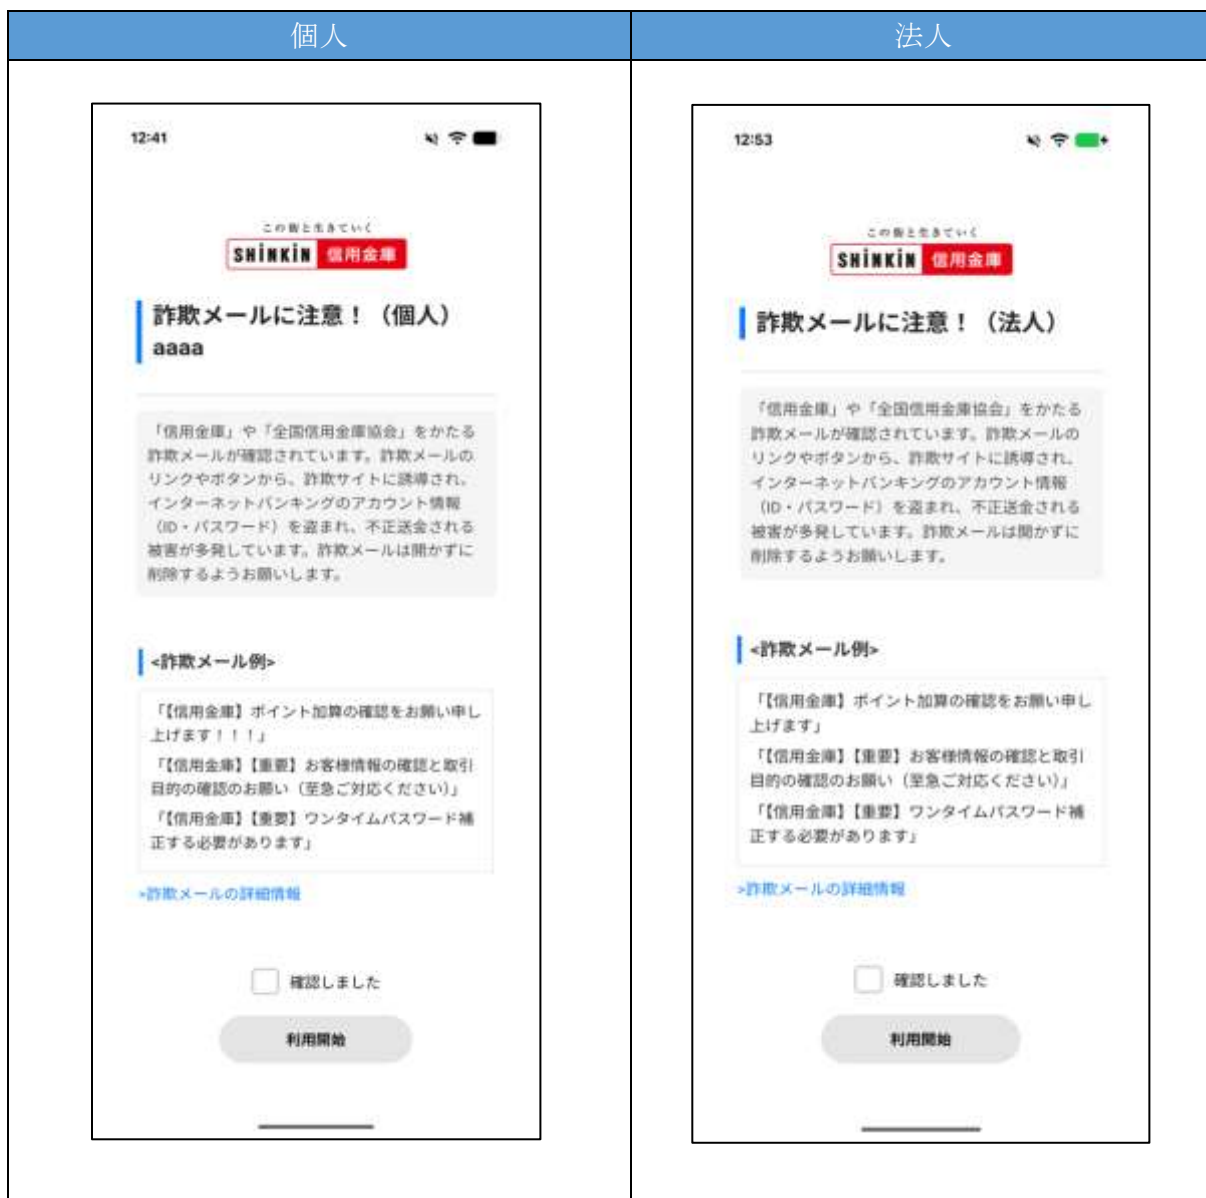 個人
12:41
この街と生きていく
SHINKIN 信用金庫
詐欺メールに注意！（個人）
aaaa
「信用金庫」や「全国信用金庫協会」をかたる
詐欺メールが確認されています。詐欺メールの
リンクやボタンから、詐欺サイトに誘導され、
インターネットバンキングのアカウント情報
（ID・パスワード）を盗まれ、不正送金される
被害が多発しています。詐欺メールは開かずに
削除するようお願いします。
<詐欺メール例>
「【信用金庫】ポイント加算の確認をお願い申し
上げます！！！」
「【信用金庫】【重要】お客様情報の確認と取引
目的の確認のお願い（至急ご対応ください）」
「【信用金庫】【重要】ワンタイムパスワード補
正する必要があります」
>詐欺メールの詳細情報
確認しました
利用開始
法人
12:53
この街と生きていく
SHINKIN 信用金庫
詐欺メールに注意！（法人）
「信用金庫」や「全国信用金庫協会」をかたる
詐欺メールが確認されています。詐欺メールの
リンクやボタンから、詐欺サイトに誘導され、
インターネットバンキングのアカウント情報
（ID・パスワード）を盗まれ、不正送金される
被害が多発しています。詐欺メールは開かずに
削除するようお願いします。
<詐欺メール例>
「【信用金庫】ポイント加算の確認をお願い申し
上げます」
「【信用金庫】【重要】お客様情報の確認と取引
目的の確認のお願い（至急ご対応ください）」
「【信用金庫】【重要】ワンタイムパスワード補
正する必要があります」
>詐欺メールの詳細情報
確認しました
利用開始